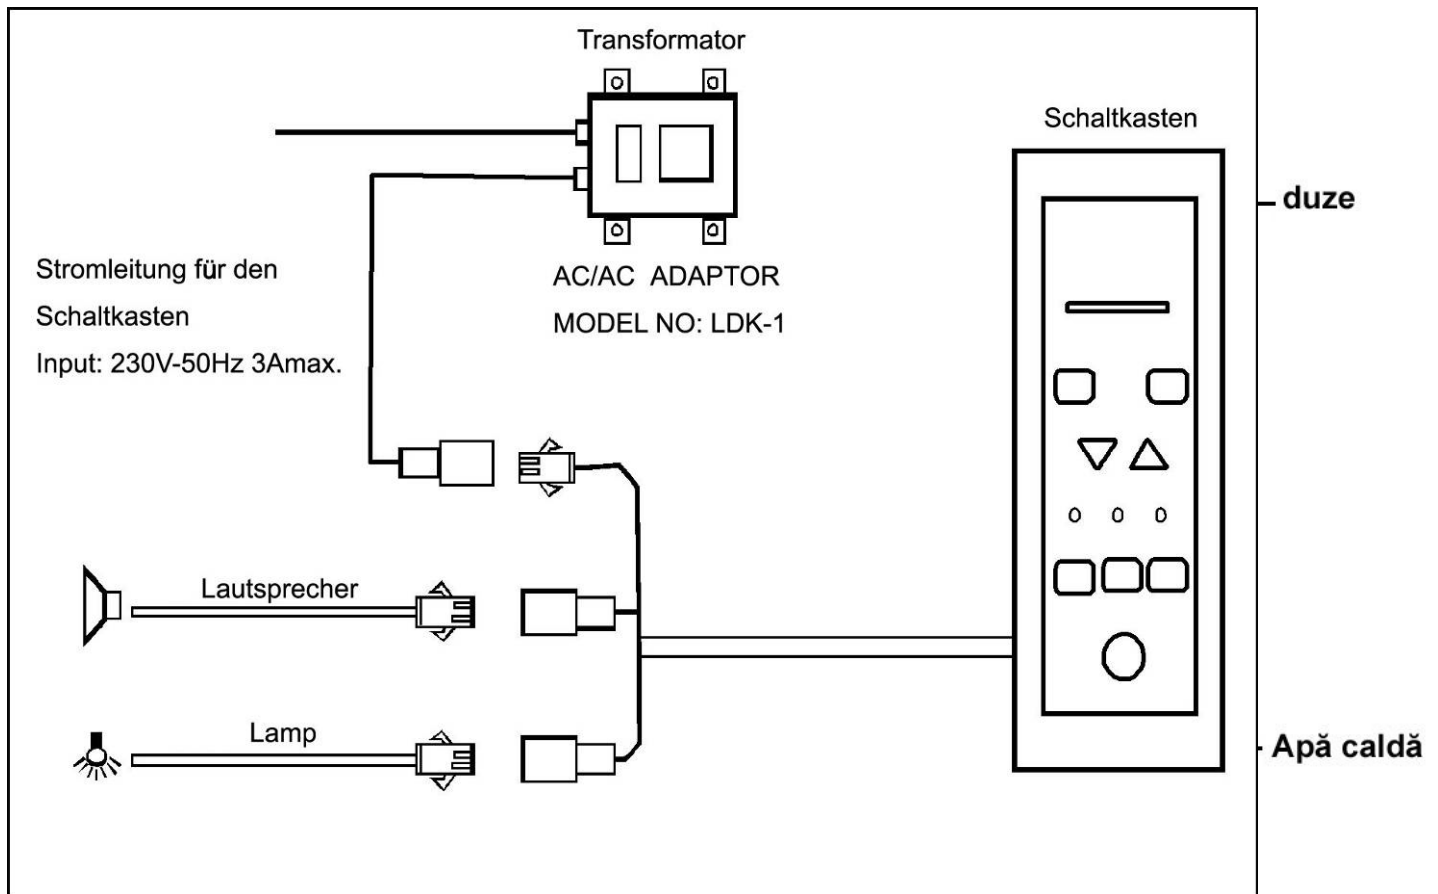 Transformator
Schaltkasten
duze
Stromleitung für den
Schaltkasten
Input: 230V-50Hz 3Amax.
AC/AC ADAPTOR
MODEL NO: LDK-1
Lautsprecher
Lamp
Apă caldă